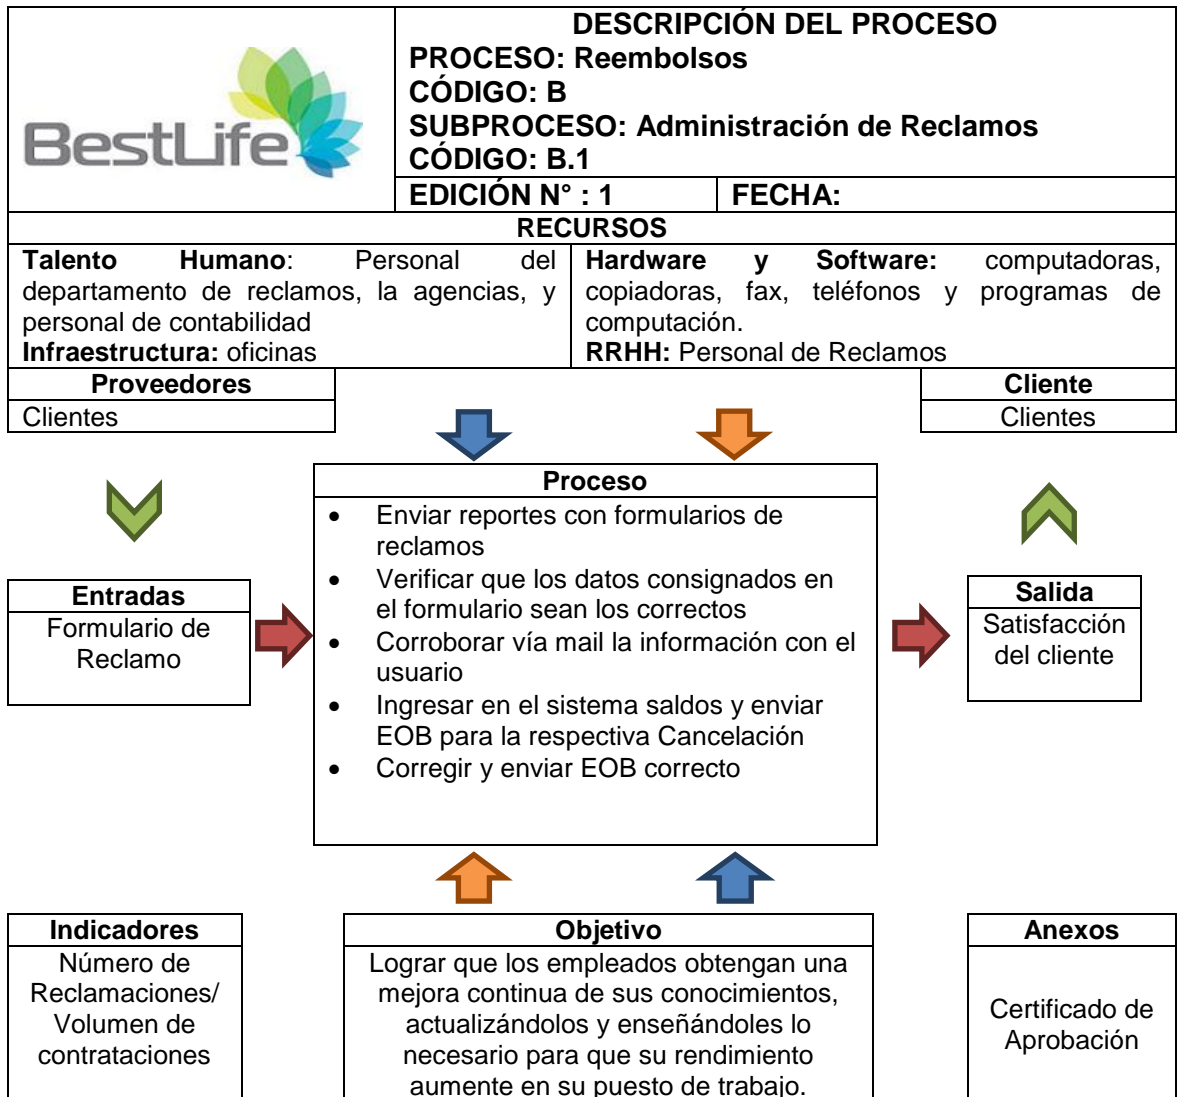 BestLife
DESCRIPCIÓN DEL PROCESO
PROCESO: Reembolsos
CÓDIGO: B
SUBPROCESO: Administración de Reclamos
CÓDIGO: B.1
EDICIÓN N° : 1
FECHA:
RECURSOS
Talento Humano: Personal del
departamento de reclamos, la agencias, y
personal de contabilidad
Infraestructura: oficinas
Hardware y Software: computadoras,
copiadoras, fax, teléfonos y programas de
computación.
RRHH: Personal de Reclamos
Proveedores
Clientes
Cliente
Clientes
Entradas
Formulario de
Reclamo
Proceso
• Enviar reportes con formularios de
reclamos
• Verificar que los datos consignados en
el formulario sean los correctos
• Corroborar vía mail la información con el
usuario
• Ingresar en el sistema saldos y enviar
EOB para la respectiva Cancelación
• Corregir y enviar EOB correcto
Salida
Satisfacción
del cliente
Indicadores
Número de
Reclamaciones/
Volumen de
contrataciones
Objetivo
Lograr que los empleados obtengan una
mejora continua de sus conocimientos,
actualizándolos y enseñándoles lo
necesario para que su rendimiento
aumente en su puesto de trabajo.
Anexos
Certificado de
Aprobación